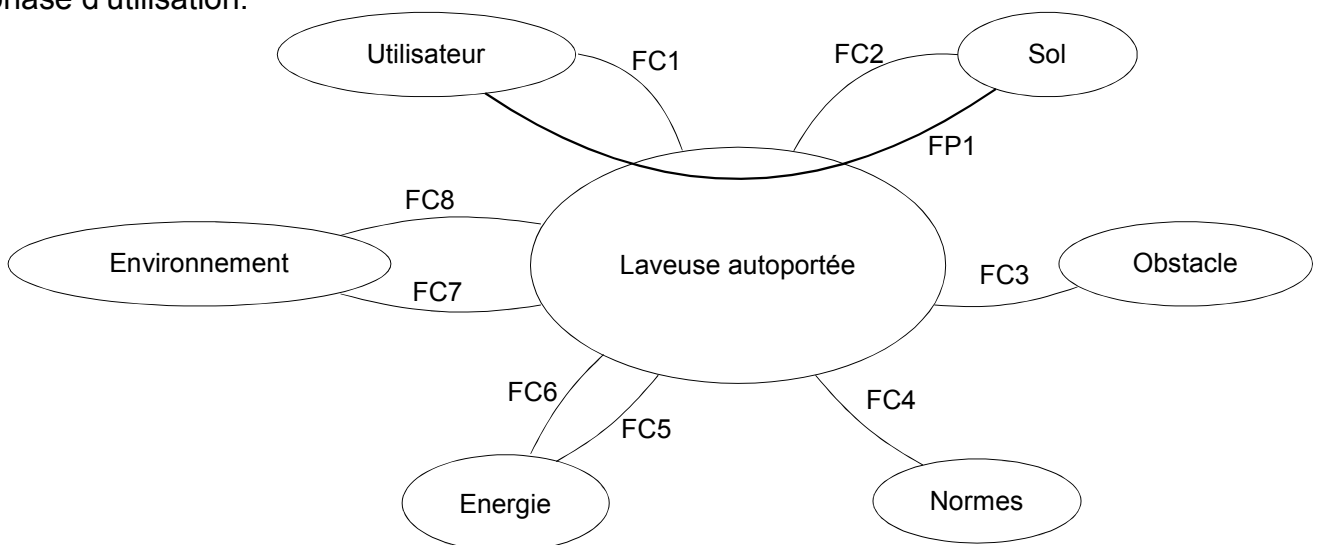 phase d'utilisation.
Utilisateur
FC1
FC2
Sol
FP1
FC8
Environnement
Laveuse autoportée
Obstacle
FC3
FC7
FC6
FC4
FC5
Energie
Normes